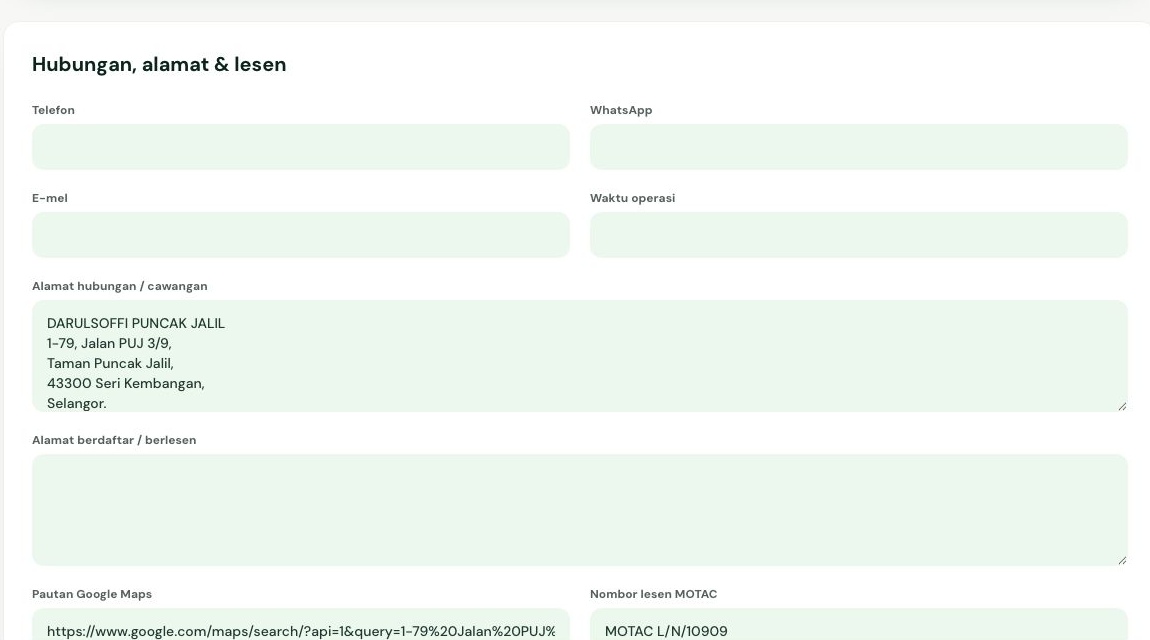 Hubungan, alamat & lesen
Telefon
WhatsApp
E-mel
Waktu operasi
Alamat hubungan / cawangan
DARULSOFFI PUNCAK JALIL
1-79, Jalan PUJ 3/9,
Taman Puncak Jalil,
43300 Seri Kembangan,
Selangor.
Alamat berdaftar / berlesen
Pautan Google Maps
Nombor lesen MOTAC
https://www.google.com/maps/search/?api=1&query=1-79%20Jalan%20PUJ%
MOTAC L/N/10909